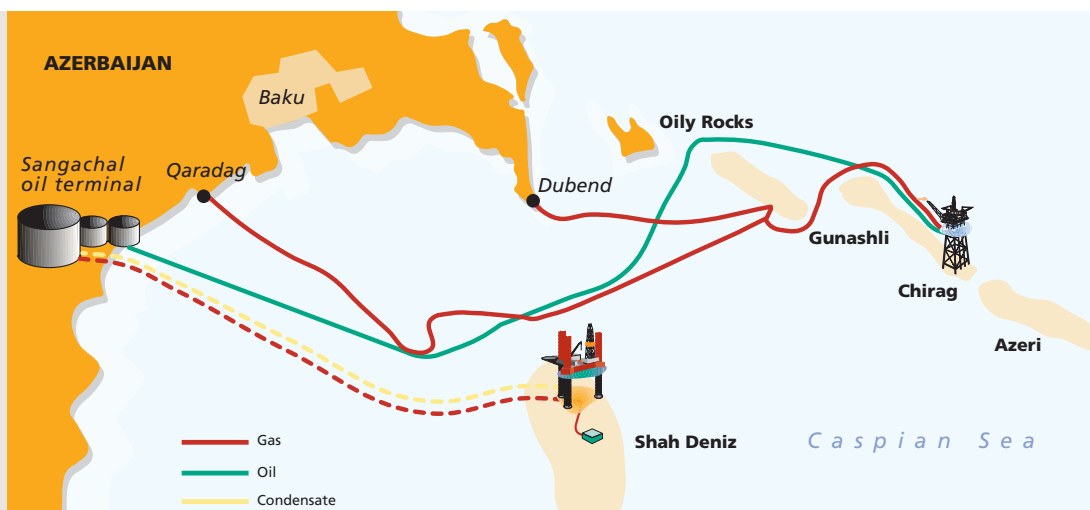 AZERBAIJAN
Baku
Oily Rocks
Sangachal
oil terminal
Qaradag
Dubend
Gunashli
Chirag
Azeri
Shah Deniz
Caspian Sea
Gas
Oil
Condensate